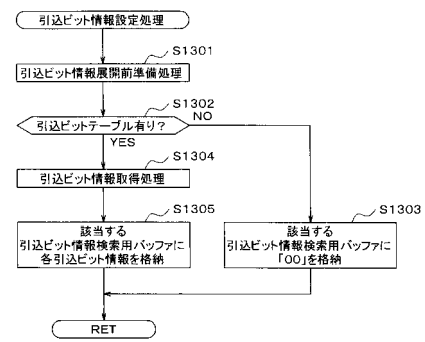 引込ビット情報設定処理
S1301
引込ビット情報展開前準備処理
S1302
引込ビットテーブル有り?
NO
YES
S1304
引込ビット情報取得処理
S1305
該当する
引込ビット情報検索用バッファに
各引込ビット情報を格納
S1303
該当する
引込ビット情報検索用バッファに
「00」を格納
RET